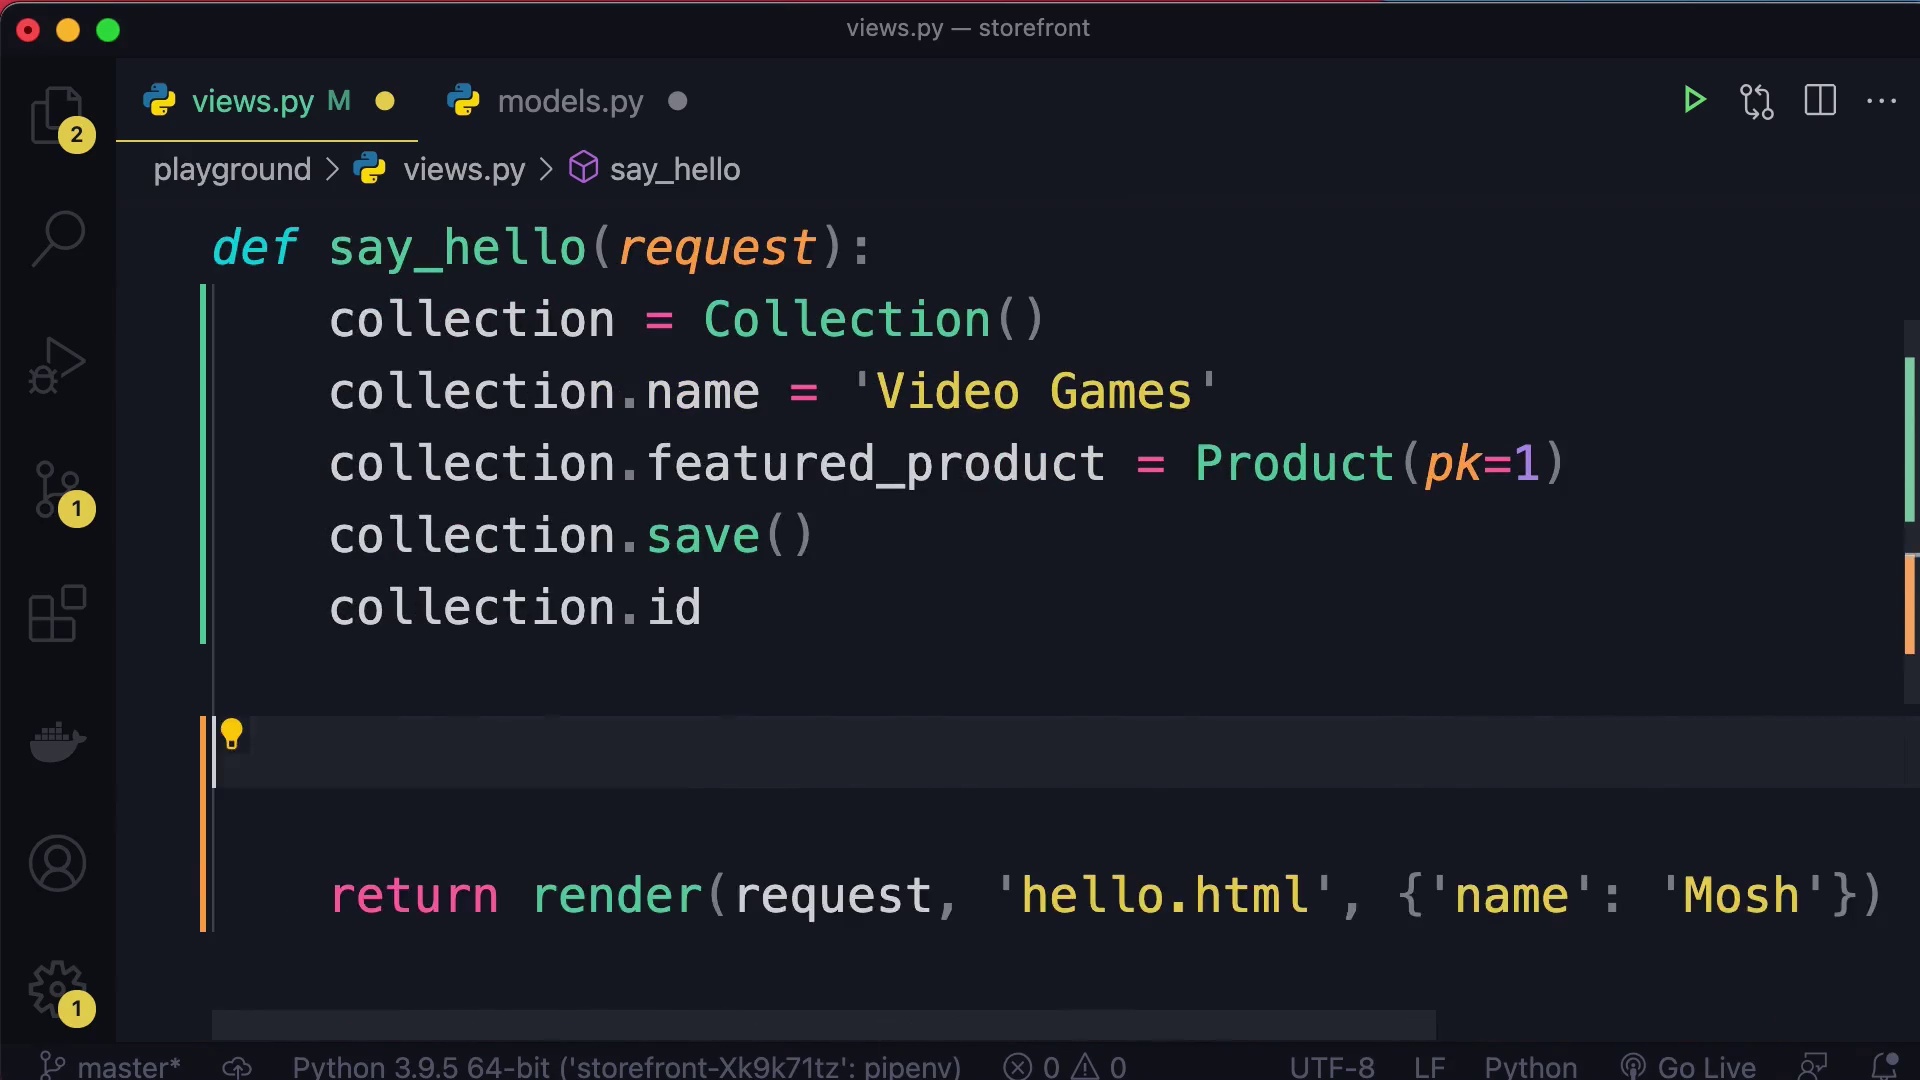 views.py — storefront
views.py M
models.py
2
playground > views.py > say_hello
def say_hello(request):
collection = Collection()
collection.name = 'Video Games'
collection.featured_product = Product(pk=1)
collection.save()
1
collection.id
return render(request, 'hello.html', {'name': 'Mosh'})
1
master* Python 3.9.5 64-bit ('storefront-Xk9k71tz': pipenv) 0 0 UTF-8 LF Python Go Live